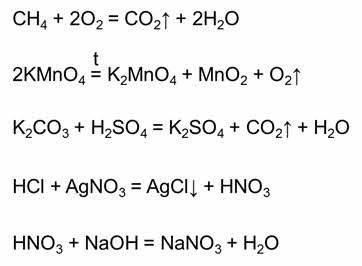 CH₄ + 2O₂ = CO₂↑ + 2H₂O
t
2KMnO₄ = K₂MnO₄ + MnO₂ + O₂↑
K₂CO₃ + H₂SO₄ = K₂SO₄ + CO₂↑ + H₂O
HCl + AgNO₃ = AgCl↓ + HNO₃
HNO₃ + NaOH = NaNO₃ + H₂O